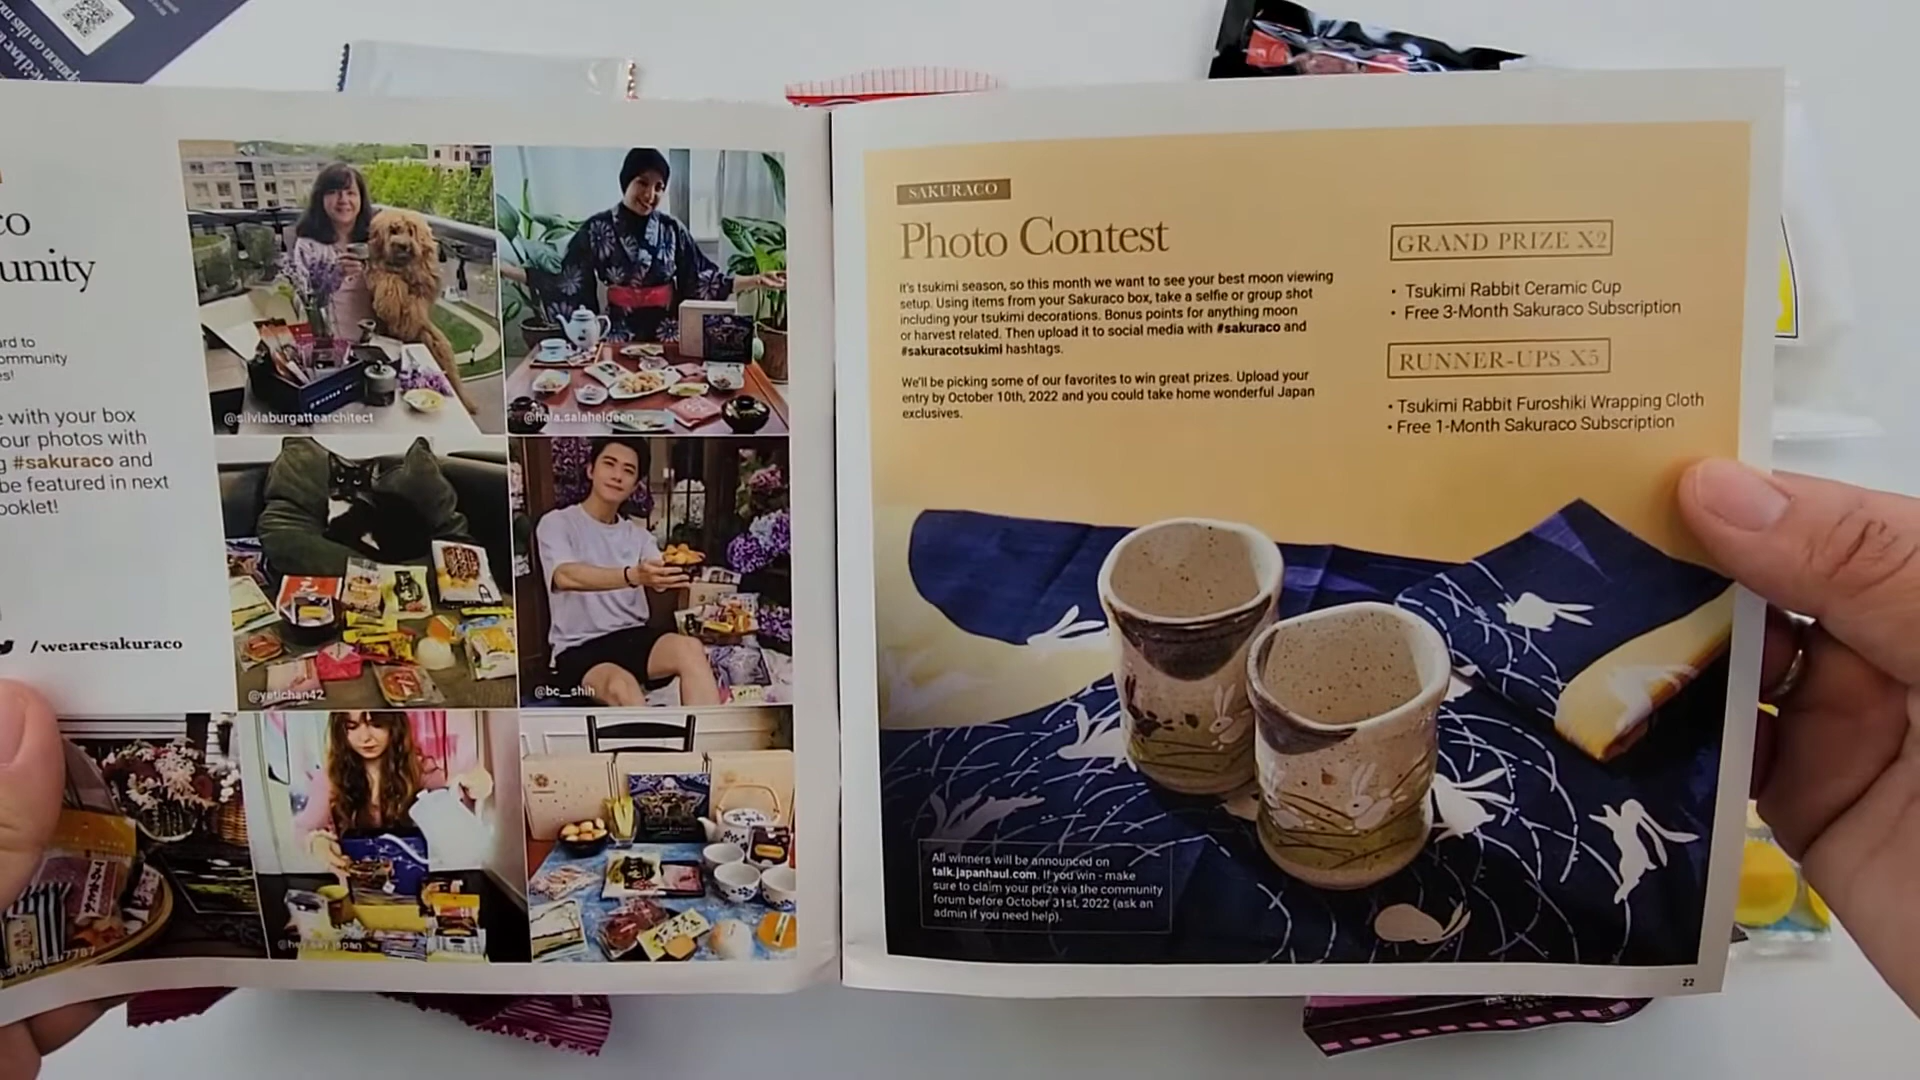 co
unity
ard to
ommunity
es!
e with your box
our photos with
g #sakuraco and
be featured in next
ooklet!
/wearesakuraco
@silviaburgattearchitect
@hala.salaheldeen
@yetichan42
@bc__shih
@hey.say.japan
SAKURACO
Photo Contest
It's tsukimi season, so this month we want to see your best moon viewing
setup. Using items from your Sakuraco box, take a selfie or group shot
including your tsukimi decorations. Bonus points for anything moon
or harvest related. Then upload it to social media with #sakuraco and
#sakuracotsukimi hashtags.
We'll be picking some of our favorites to win great prizes. Upload your
entry by October 10th, 2022 and you could take home wonderful Japan
exclusives.
GRAND PRIZE X2
• Tsukimi Rabbit Ceramic Cup
• Free 3-Month Sakuraco Subscription
RUNNER-UPS X5
• Tsukimi Rabbit Furoshiki Wrapping Cloth
• Free 1-Month Sakuraco Subscription
All winners will be announced on
talk.japanhaul.com. If you win - make
sure to claim your prize via the community
forum before October 31st, 2022 (ask an
admin if you need help).
22